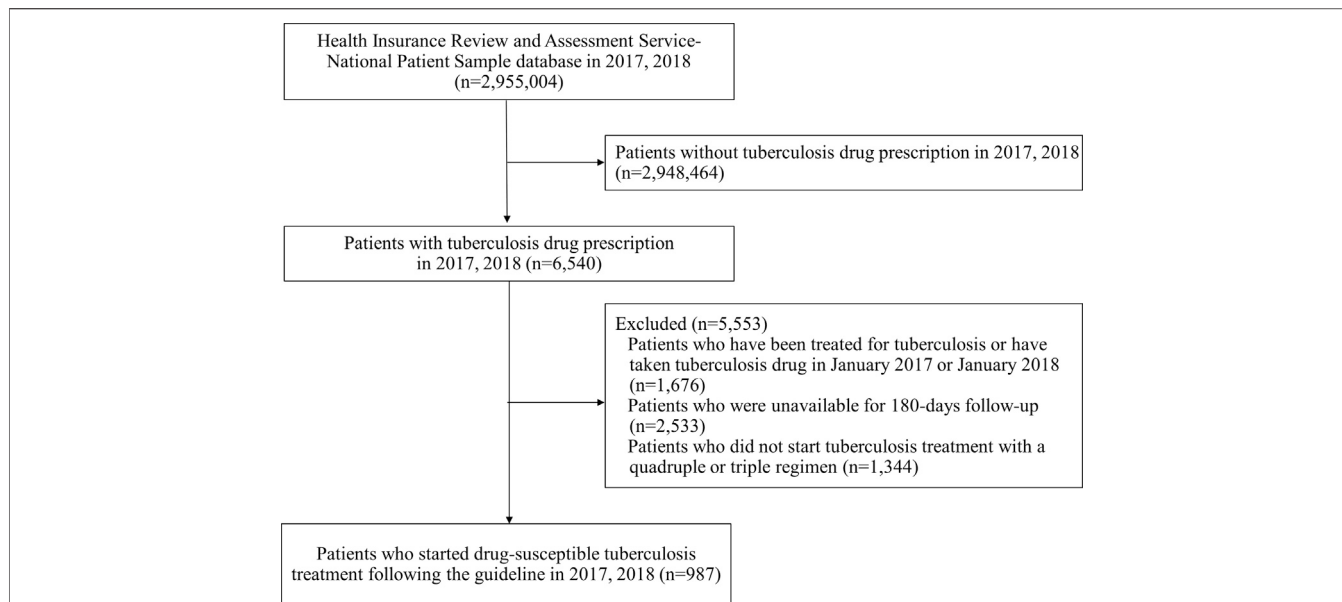 Health Insurance Review and Assessment Service-
National Patient Sample database in 2017, 2018
(n=2,955,004)
Patients without tuberculosis drug prescription in 2017, 2018
(n=2,948,464)
Patients with tuberculosis drug prescription
in 2017, 2018 (n=6,540)
Excluded (n=5,553)
Patients who have been treated for tuberculosis or have
taken tuberculosis drug in January 2017 or January 2018
(n=1,676)
Patients who were unavailable for 180-days follow-up
(n=2,533)
Patients who did not start tuberculosis treatment with a
quadruple or triple regimen (n=1,344)
Patients who started drug-susceptible tuberculosis
treatment following the guideline in 2017, 2018 (n=987)